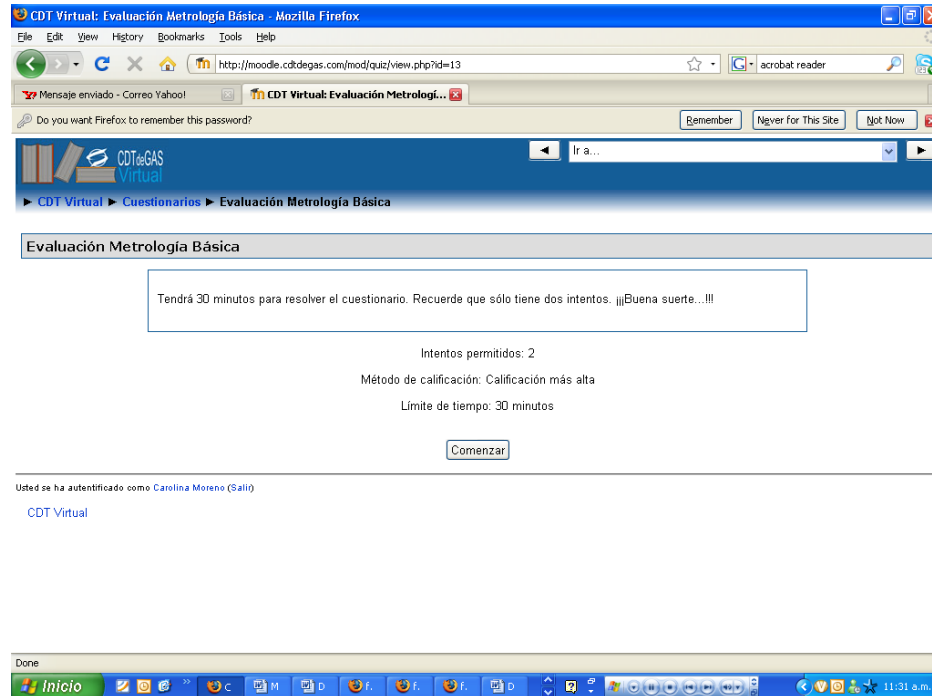 CDT Virtual: Evaluación Metrología Básica - Mozilla Firefox
File Edit View History Bookmarks Tools Help
http://moodle.cdtdegas.com/mod/quiz/view.php?id=13
G acrobat reader
Mensaje enviado - Correo Yahoo!
CDT Virtual: Evaluación Metrologí...
Do you want Firefox to remember this password?
Remember
Never for This Site
Not Now
CDTdeGAS
Virtual
Ir a...
► CDT Virtual ► Cuestionarios ► Evaluación Metrología Básica
Evaluación Metrología Básica
Tendrá 30 minutos para resolver el cuestionario. Recuerde que sólo tiene dos intentos. ¡¡¡Buena suerte...!!!
Intentos permitidos: 2
Método de calificación: Calificación más alta
Límite de tiempo: 30 minutos
Comenzar
Usted se ha autentificado como Carolina Moreno (Salir)
CDT Virtual
Done
Inicio
C
M
D
f.
f.
f.
D
11:31 a.m.